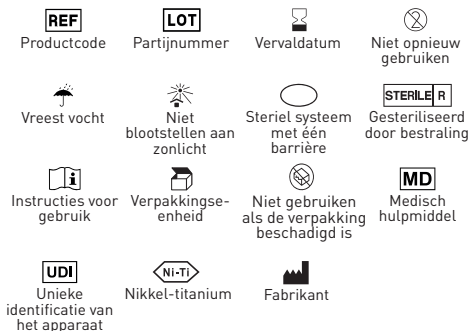 REF
LOT
Productcode
Partijnummer
Vervaldatum
Niet opnieuw
gebruiken
STERILE R
Vreest vocht
Niet
blootstellen aan
zonlicht
Steriel systeem
met één
barrière
Gesteriliseerd
door bestraling
i
MD
Instructies voor
gebruik
Verpakkingse-
enheid
Niet gebruiken
als de verpakking
beschadigd is
Medisch
hulpmiddel
UDI
Ni-Ti
Unieke
identificatie van
het apparaat
Nikkel-titanium
Fabrikant